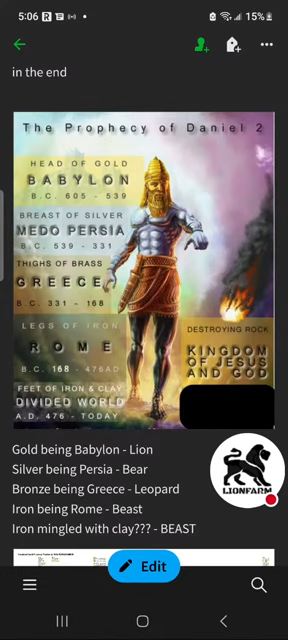 5:06
15%
in the end
The Prophecy of Daniel 2
HEAD OF GOLD
BABYLON
B.C. 605 - 539
BREAST OF SILVER
MEDO PERSIA
B.C. 539 - 331
THIGHS OF BRASS
GREECE
B.C. 331 - 168
LEGS OF IRON
ROME
B.C. 168 - 476AD
FEET OF IRON & CLAY
DIVIDED WORLD
A.D. 476 - TODAY
DESTROYING ROCK
KINGDOM
OF JESUS
AND GOD
Gold being Babylon - Lion
Silver being Persia - Bear
Bronze being Greece - Leopard
Iron being Rome - Beast
Iron mingled with clay??? - BEAST
LIONFARM
Edit